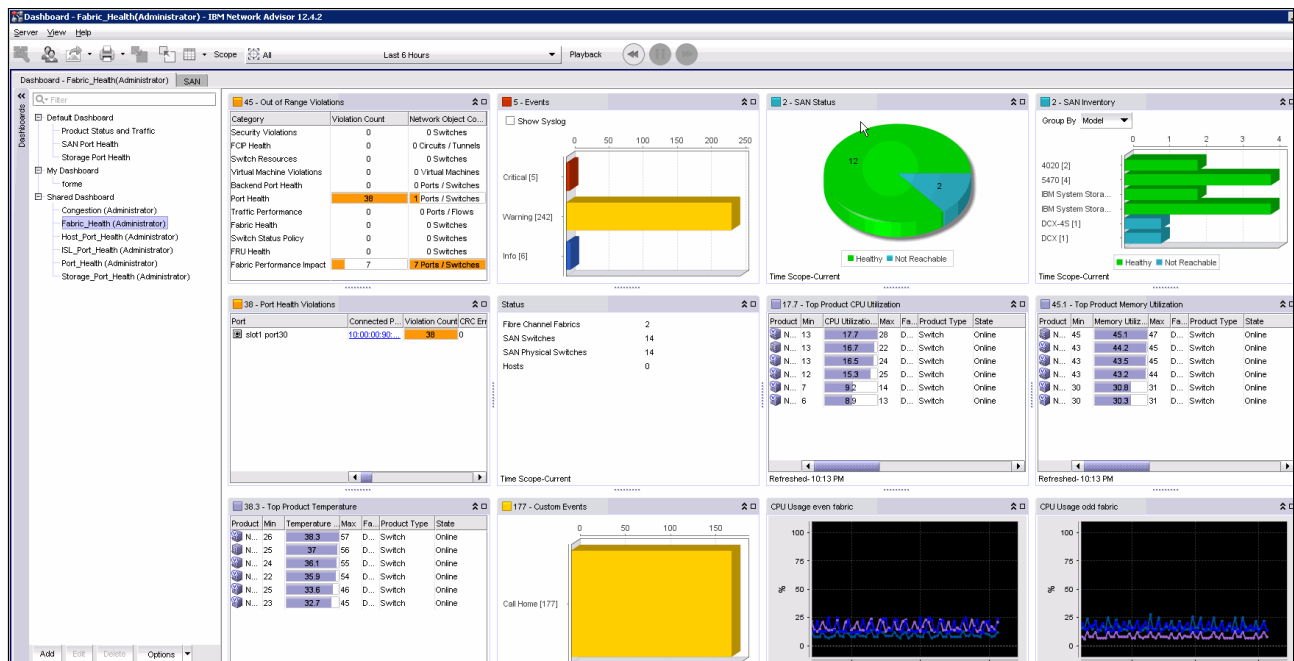 Dashboard - Fabric_Health(Administrator) - IBM Network Advisor 12.4.2
Server View Help
Scope All Last 6 Hours Playback
Dashboard - Fabric_Health(Administrator) SAN
Dashboards
Filter
Default Dashboard
Product Status and Traffic
SAN Port Health
Storage Port Health
My Dashboard
forme
Shared Dashboard
Congestion (Administrator)
Fabric_Health (Administrator)
Host_Port_Health (Administrator)
ISL_Port_Health (Administrator)
Port_Health (Administrator)
Storage_Port_Health (Administrator)
Add Edit Delete Options
45 - Out of Range Violations
Category Violation Count Network Object Co...
Security Violations 0 0 Switches
FCIP Health 0 0 Circuits / Tunnels
Switch Resources 0 0 Switches
Virtual Machine Violations 0 0 Virtual Machines
Backend Port Health 0 0 Ports / Switches
Port Health 38 1 Ports / Switches
Traffic Performance 0 0 Ports / Flows
Fabric Health 0 0 Switches
Switch Status Policy 0 0 Switches
FRU Health 0 0 Switches
Fabric Performance Impact 7 7 Ports / Switches
5 - Events
Show Syslog
0 50 100 150 200 250
Critical [5]
Warning [242]
Info [6]
2 - SAN Status
12
2
Healthy Not Reachable
Time Scope-Current
2 - SAN Inventory
Group By Model
0 1 2 3 4
4020 [2]
5470 [4]
IBM System Stora...
IBM System Stora...
DCX-4S [1]
DCX [1]
Healthy Not Reachable
Time Scope-Current
38 - Port Health Violations
Port Connected P... Violation Count CRC Err
slot1 port30 10:00:00:90:... 38 0
Status
Fibre Channel Fabrics 2
SAN Switches 14
SAN Physical Switches 14
Hosts 0
Time Scope-Current
17.7 - Top Product CPU Utilization
Product Min CPU Utilizatio... Max Fa... Product Type State
N... 13 17.7 28 D... Switch Online
N... 13 16.7 22 D... Switch Online
N... 13 16.5 24 D... Switch Online
N... 12 15.3 25 D... Switch Online
N... 7 9.2 14 D... Switch Online
N... 6 8.9 13 D... Switch Online
Refreshed- 10:13 PM
45.1 - Top Product Memory Utilization
Product Min Memory Utiliz... Max Fa... Product Type State
N... 45 45.1 47 D... Switch Online
N... 43 44.2 45 D... Switch Online
N... 43 43.5 45 D... Switch Online
N... 43 43.2 44 D... Switch Online
N... 30 30.8 31 D... Switch Online
N... 30 30.3 31 D... Switch Online
Refreshed- 10:13 PM
38.3 - Top Product Temperature
Product Min Temperature ... Max Fa... Product Type State
N... 26 38.3 57 D... Switch Online
N... 25 37 56 D... Switch Online
N... 24 36.1 55 D... Switch Online
N... 22 35.9 54 D... Switch Online
N... 25 33.6 46 D... Switch Online
N... 23 32.7 45 D... Switch Online
177 - Custom Events
0 50 100 150
Call Home [177]
CPU Usage even fabric
100
75
50
25
0
%
CPU Usage odd fabric
100
75
50
25
0
%